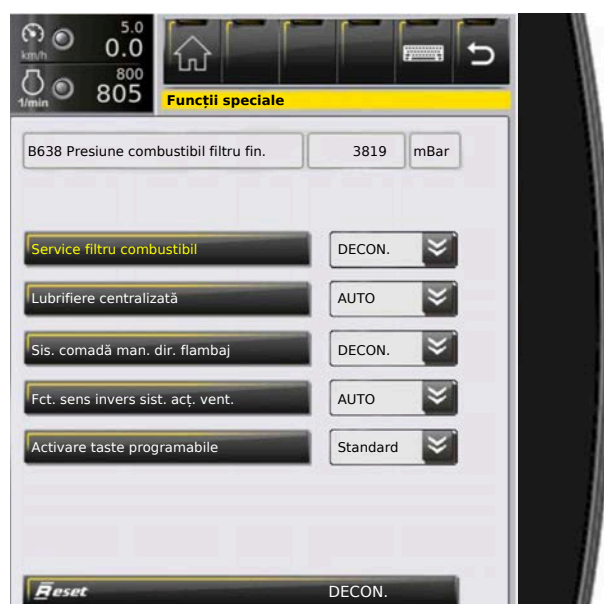 km/h
5.0
0.0
1/min
800
805
Funcții speciale
B638 Presiune combustibil filtru fin. 3819 mBar
Service filtru combustibil DECON.
Lubrifiere centralizată AUTO
Sis. comadă man. dir. flambaj DECON.
Fct. sens invers sist. acț. vent. AUTO
Activare taste programabile Standard
Reset DECON.